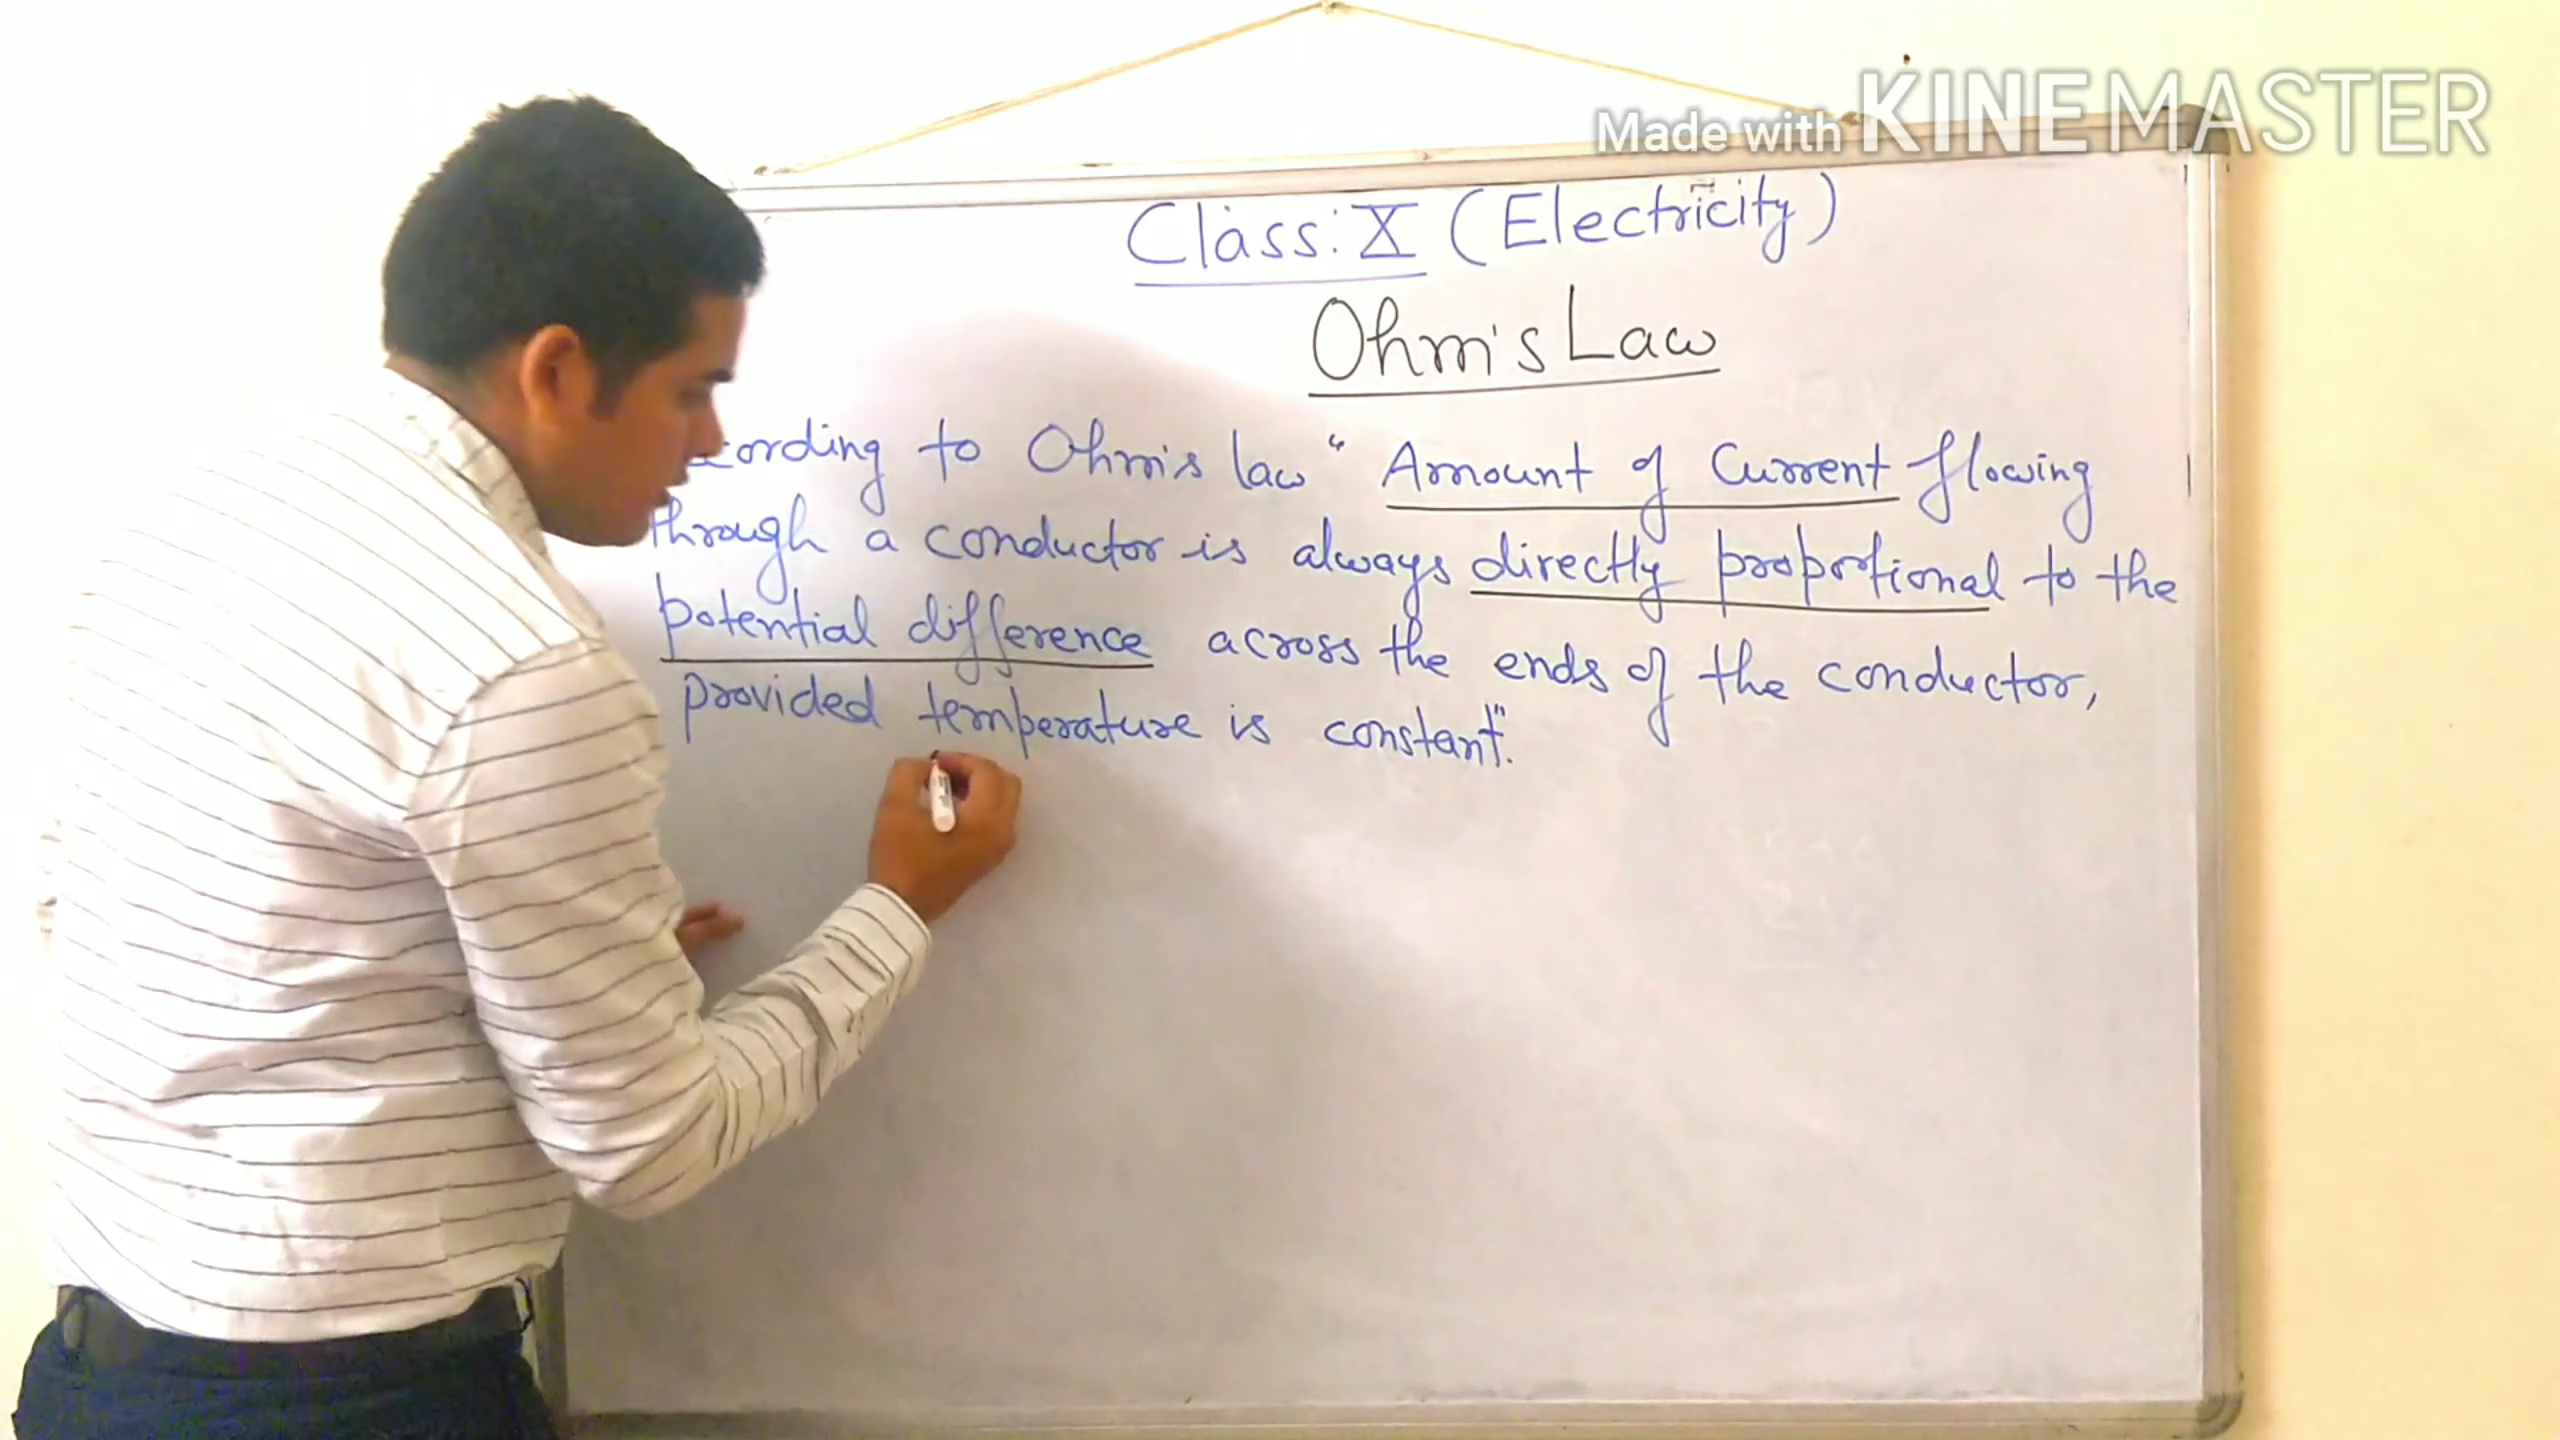 Made with KINEMASTER
Class: X (Electricity)
Ohm's Law
cording to Ohm's law “ Amount of Current flowing
through a conductor is always directly proportional to the
potential difference across the ends of the conductor,
provided temperature is constant”.